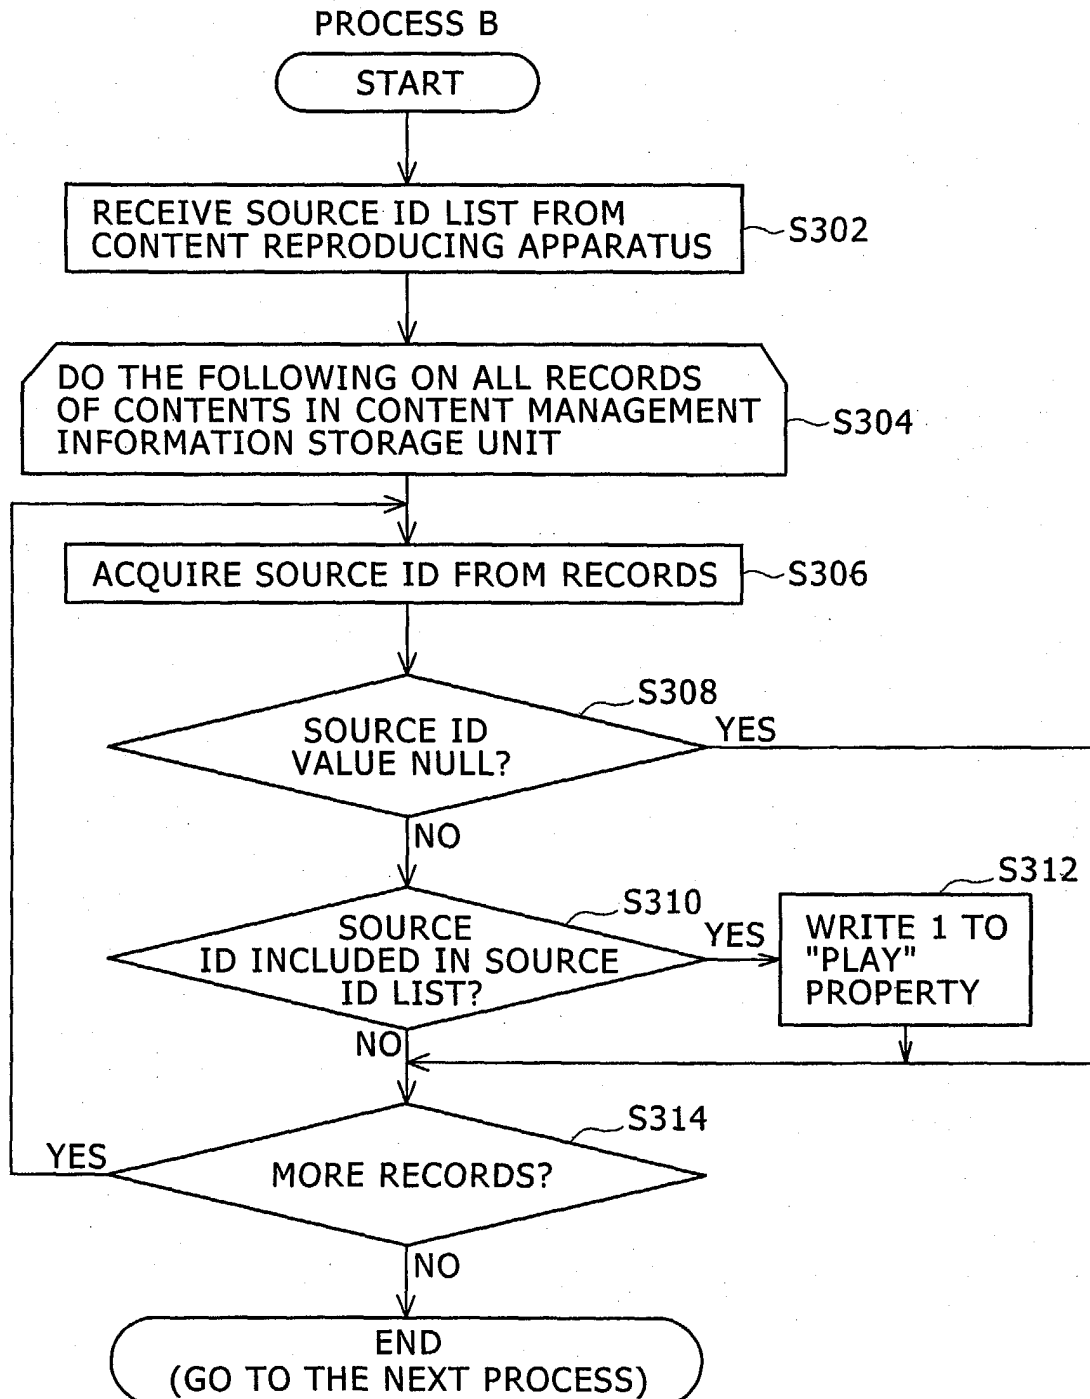 PROCESS B
START
RECEIVE SOURCE ID LIST FROM
CONTENT REPRODUCING APPARATUS
S302
DO THE FOLLOWING ON ALL RECORDS
OF CONTENTS IN CONTENT MANAGEMENT
INFORMATION STORAGE UNIT
S304
ACQUIRE SOURCE ID FROM RECORDS
S306
S308
SOURCE ID
VALUE NULL?
YES
NO
S310
SOURCE
ID INCLUDED IN SOURCE
ID LIST?
YES
S312
WRITE 1 TO
"PLAY"
PROPERTY
NO
S314
MORE RECORDS?
YES
NO
END
(GO TO THE NEXT PROCESS)